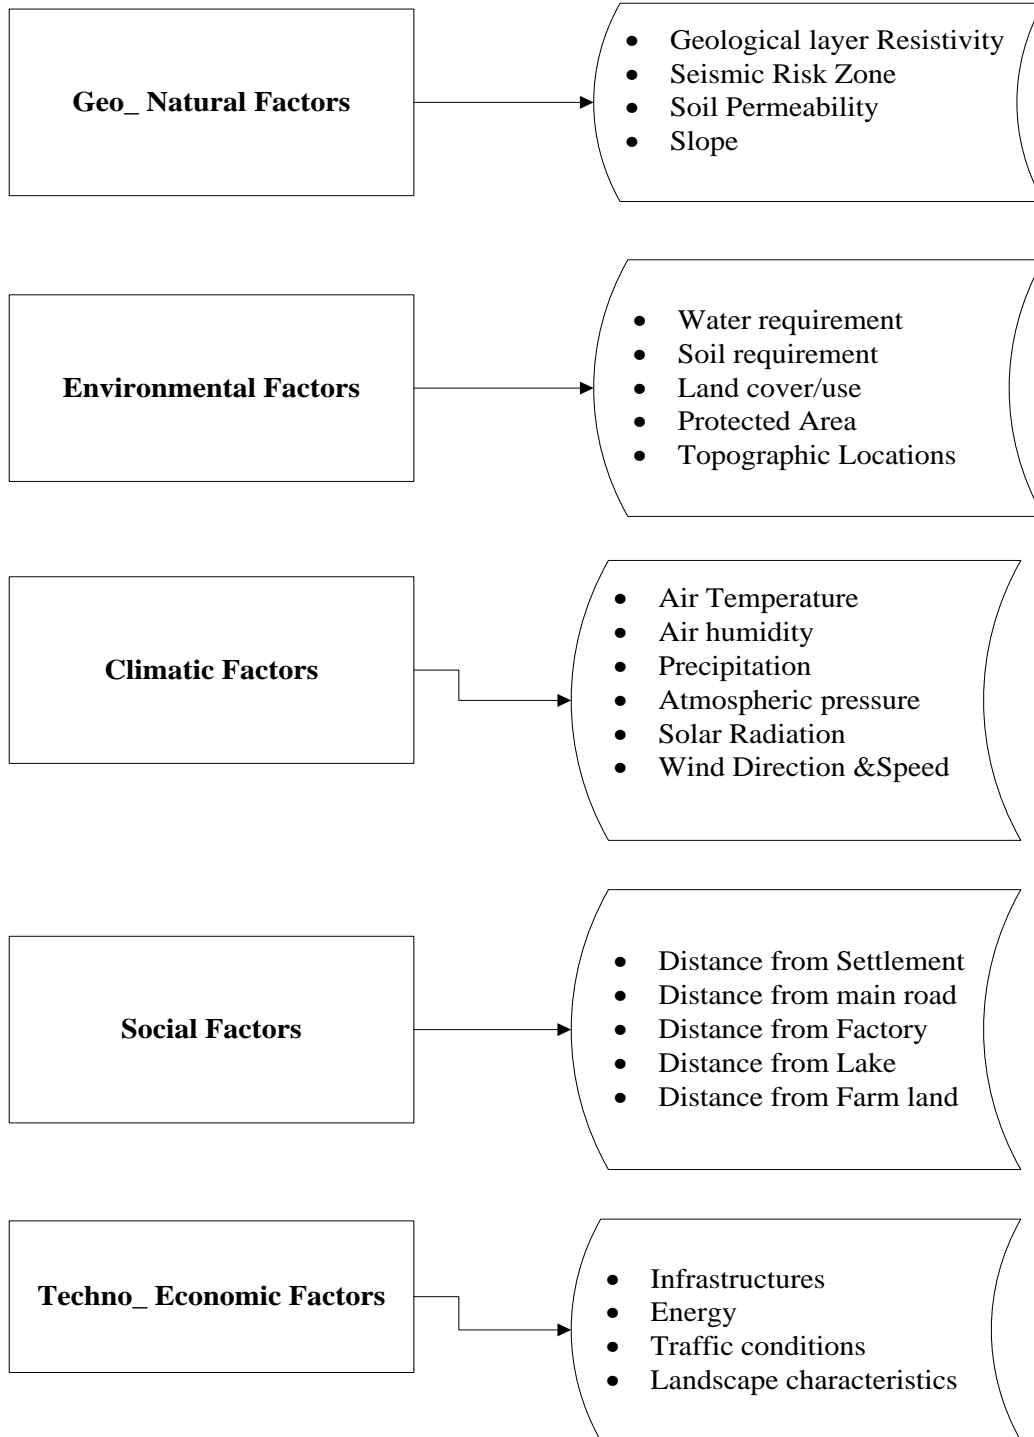 Geo_ Natural Factors
• Geological layer Resistivity
• Seismic Risk Zone
• Soil Permeability
• Slope
Environmental Factors
• Water requirement
• Soil requirement
• Land cover/use
• Protected Area
• Topographic Locations
Climatic Factors
• Air Temperature
• Air humidity
• Precipitation
• Atmospheric pressure
• Solar Radiation
• Wind Direction &Speed
Social Factors
• Distance from Settlement
• Distance from main road
• Distance from Factory
• Distance from Lake
• Distance from Farm land
Techno_ Economic Factors
• Infrastructures
• Energy
• Traffic conditions
• Landscape characteristics